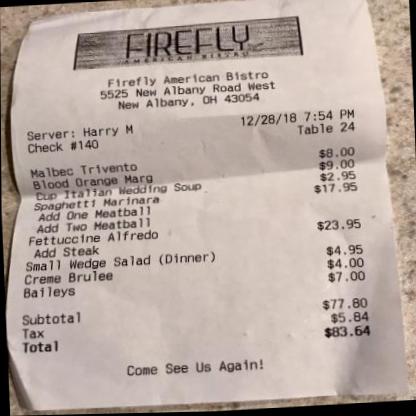 FIREFLY
AMERICAN BISTRO
Firefly American Bistro
5525 New Albany Road West
New Albany, OH 43054
12/28/18 7:54 PM
Server: Harry M Table 24
Check #140
Malbec Trivento $8.00
Blood Orange Marg $9.00
Cup Italian Wedding Soup $2.95
Spaghetti Marinara $17.95
Add One Meatball
Add Two Meatball
Fettuccine Alfredo $23.95
Add Steak
Small Wedge Salad (Dinner) $4.95
Creme Brulee $4.00
Baileys $7.00
Subtotal $77.80
Tax $5.84
Total $83.64
Come See Us Again!